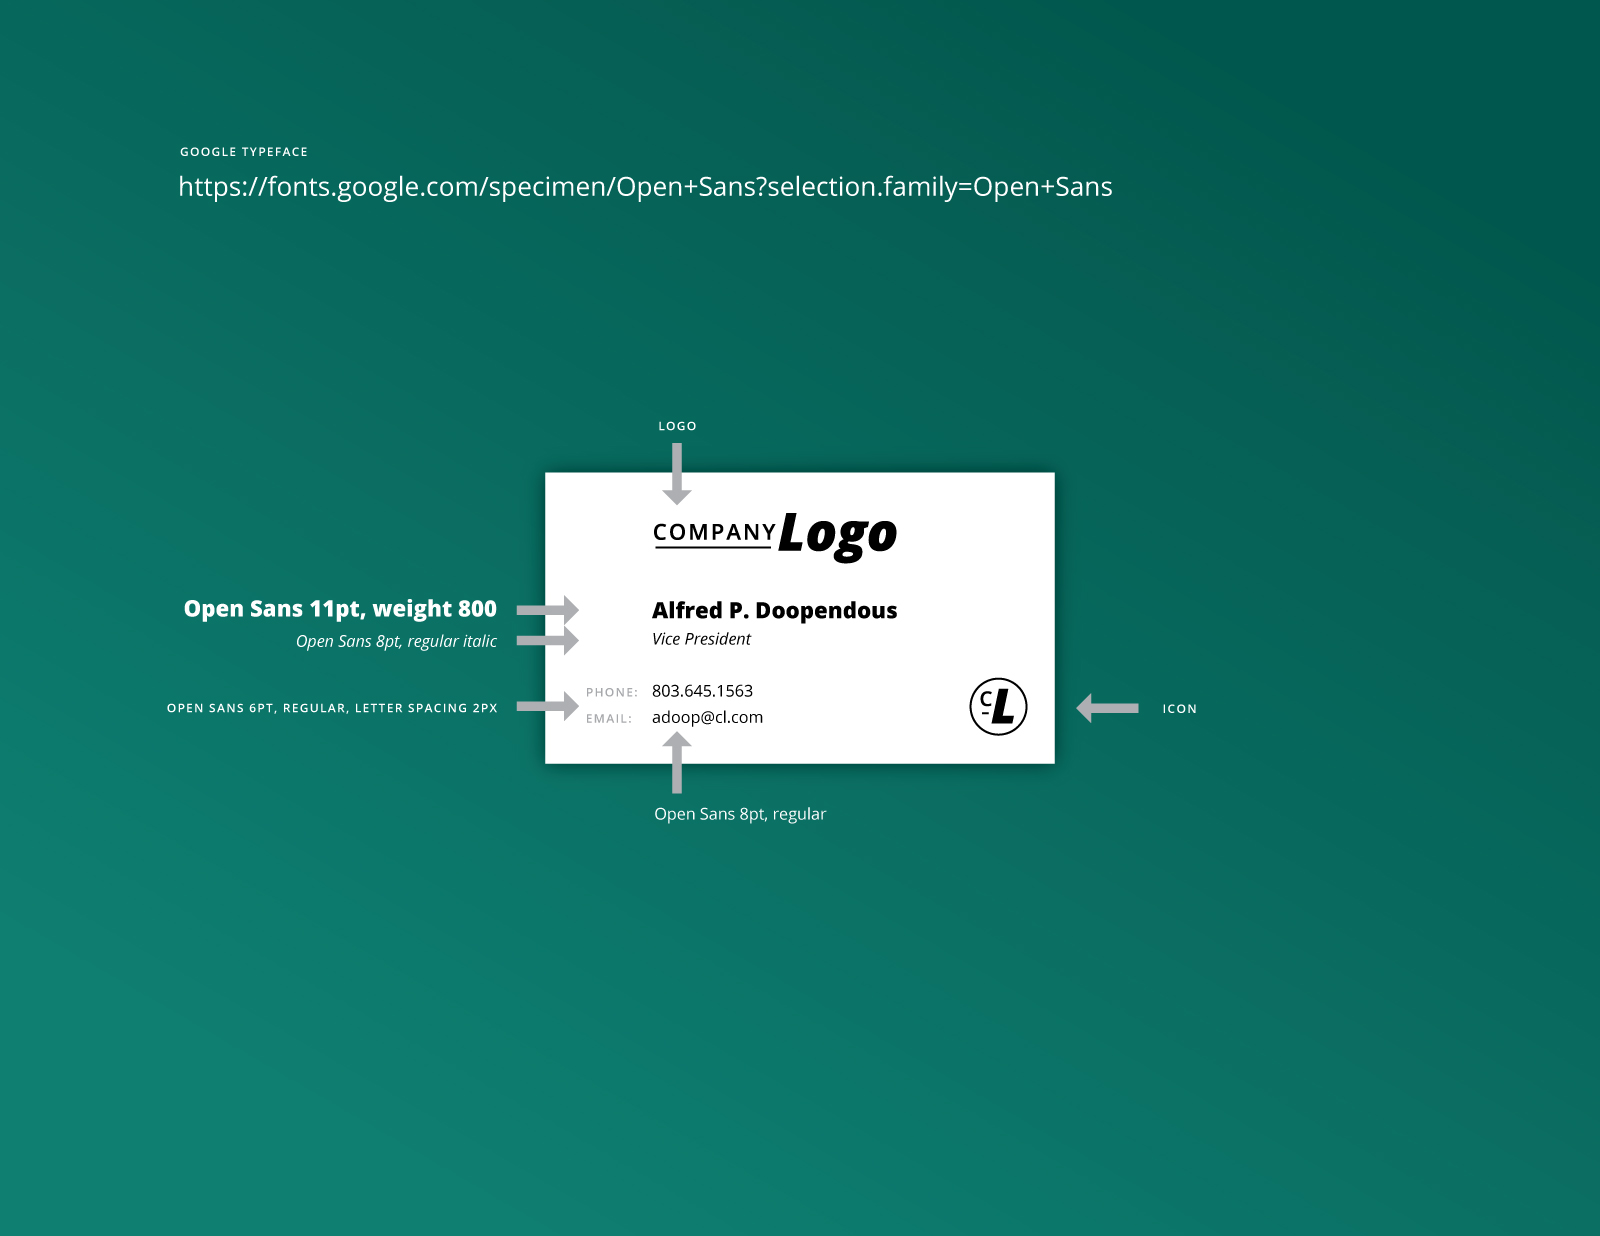 GOOGLE TYPEFACE
https://fonts.google.com/specimen/Open+Sans?selection.family=Open+Sans
LOGO
COMPANY Logo
Open Sans 11pt, weight 800
Alfred P. Doopendous
Open Sans 8pt, regular italic
Vice President
PHONE: 803.645.1563
OPEN SANS 6PT, REGULAR, LETTER SPACING 2PX
EMAIL: adoop@cl.com
C L
ICON
Open Sans 8pt, regular